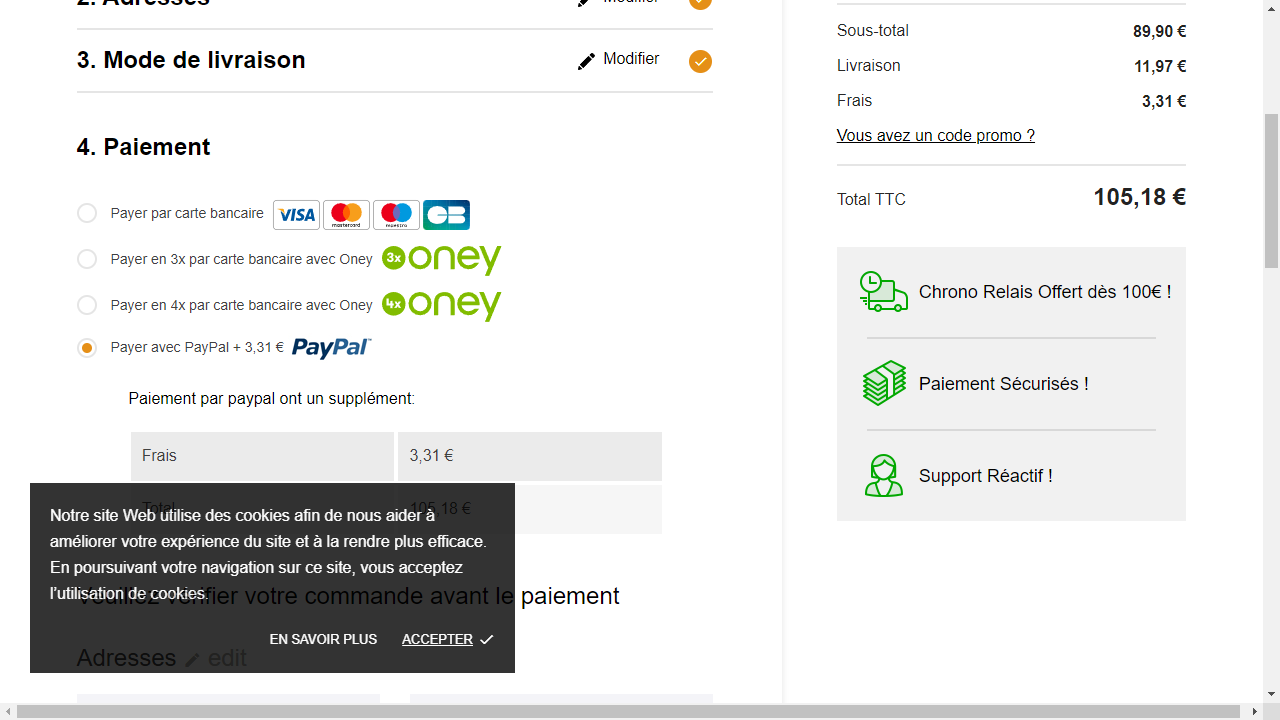 2. Adresses
Modifier
3. Mode de livraison
Modifier
4. Paiement
Payer par carte bancaire VISA mastercard maestro CB
Payer en 3x par carte bancaire avec Oney 3x oney
Payer en 4x par carte bancaire avec Oney 4x oney
Payer avec PayPal + 3,31 € PayPal
Paiement par paypal ont un supplément:
Frais 3,31 €
Total 105,18 €
Notre site Web utilise des cookies afin de nous aider à
améliorer votre expérience du site et à la rendre plus efficace.
En poursuivant votre navigation sur ce site, vous acceptez
l'utilisation de cookies.
EN SAVOIR PLUS ACCEPTER
Veuillez vérifier votre commande avant le paiement
Adresses edit
Sous-total 89,90 €
Livraison 11,97 €
Frais 3,31 €
Vous avez un code promo ?
Total TTC 105,18 €
Chrono Relais Offert dès 100€ !
Paiement Sécurisés !
Support Réactif !